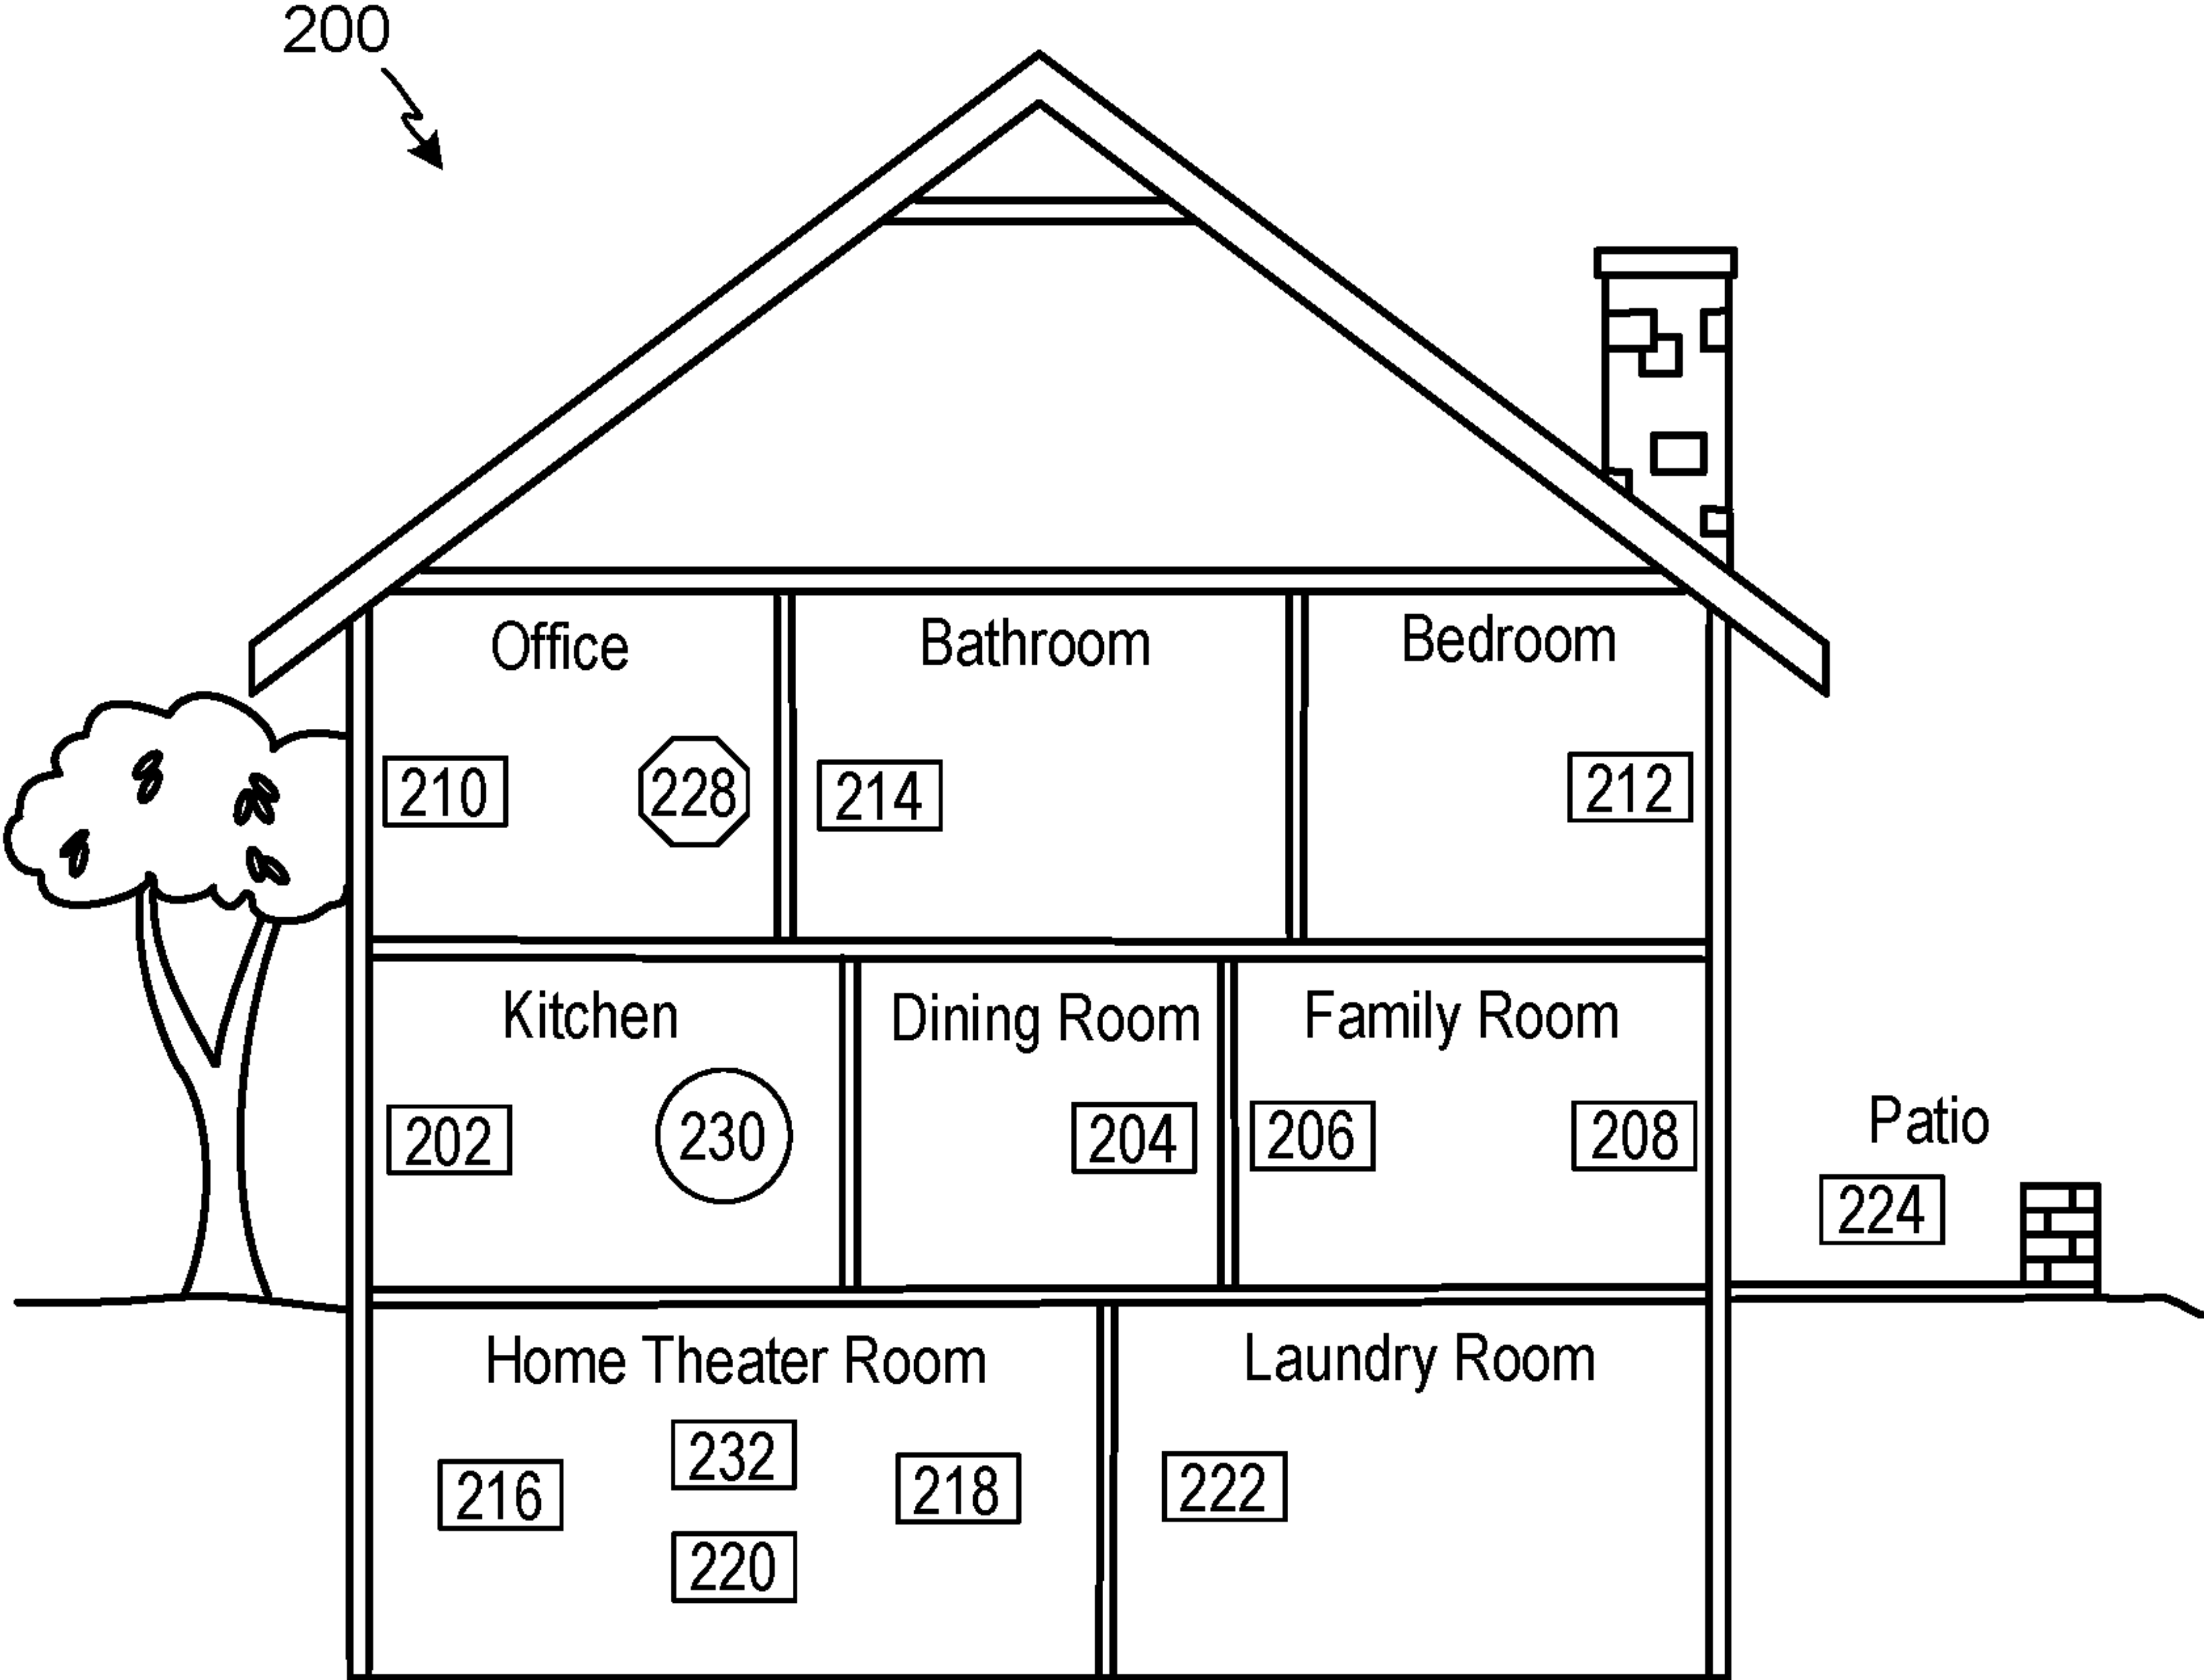 200
Office
Bathroom
Bedroom
210
228
214
212
Kitchen
Dining Room
Family Room
202
230
204
206
208
Patio
224
Home Theater Room
Laundry Room
232
216
218
222
220